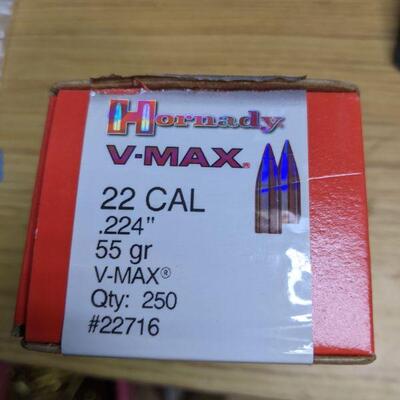 Hornady
V-MAX®
22 CAL
.224"
55 gr
V-MAX®
Qty: 250
#22716